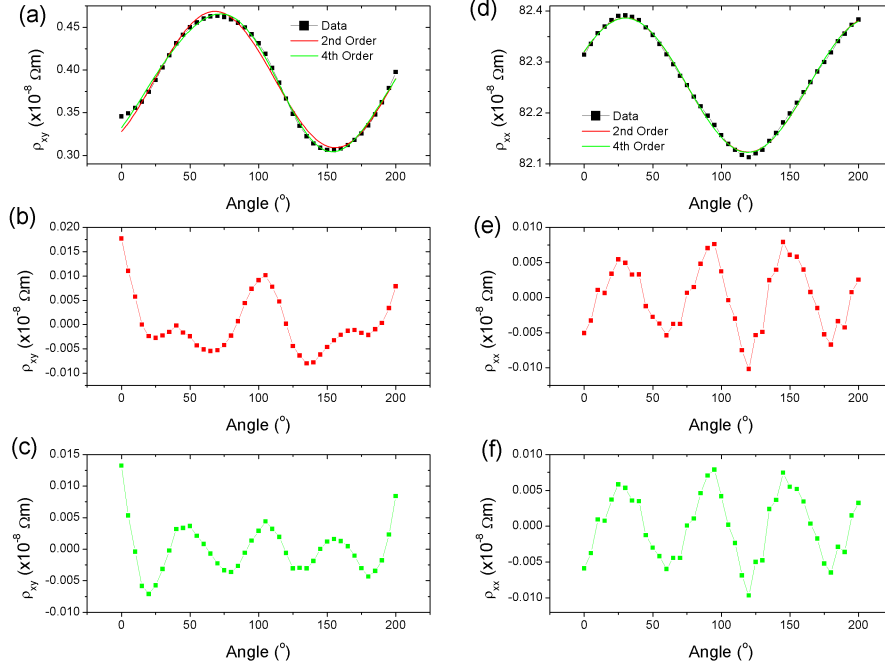 (a)
0.45
0.40
0.35
0.30
ρxy (x10-8 Ωm)
Data
2nd Order
4th Order
0 50 100 150 200
Angle (o)
(d)
82.4
82.3
82.2
82.1
ρxx (x10-8 Ωm)
Data
2nd Order
4th Order
0 50 100 150 200
Angle (o)
(b)
0.020
0.015
0.010
0.005
0.000
-0.005
-0.010
ρxy (x10-8 Ωm)
0 50 100 150 200
Angle (o)
(e)
0.010
0.005
0.000
-0.005
-0.010
ρxx (x10-8 Ωm)
0 50 100 150 200
Angle (o)
(c)
0.015
0.010
0.005
0.000
-0.005
-0.010
ρxy (x10-8 Ωm)
0 50 100 150 200
Angle (o)
(f)
0.010
0.005
0.000
-0.005
-0.010
ρxx (x10-8 Ωm)
0 50 100 150 200
Angle (o)